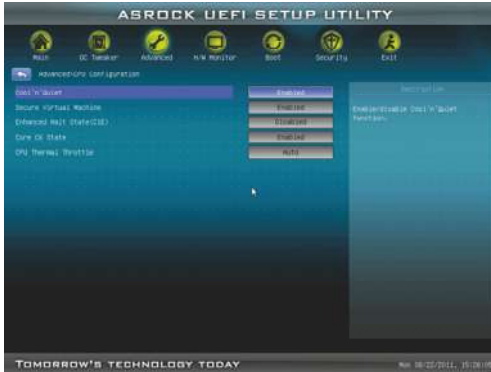 ASROCK UEFI SETUP UTILITY
Main OC Tweaker Advanced H/W Monitor Boot Security Exit
Advanced\CPU Configuration
Cool'n'Quiet Enabled
Secure Virtual Machine Enabled
Enhanced Halt State(C1E) Disabled
Core C6 State Enabled
CPU Thermal Throttle Auto
Description
Enable/disable Cool'n'Quiet
function.
TOMORROW'S TECHNOLOGY TODAY
Mon